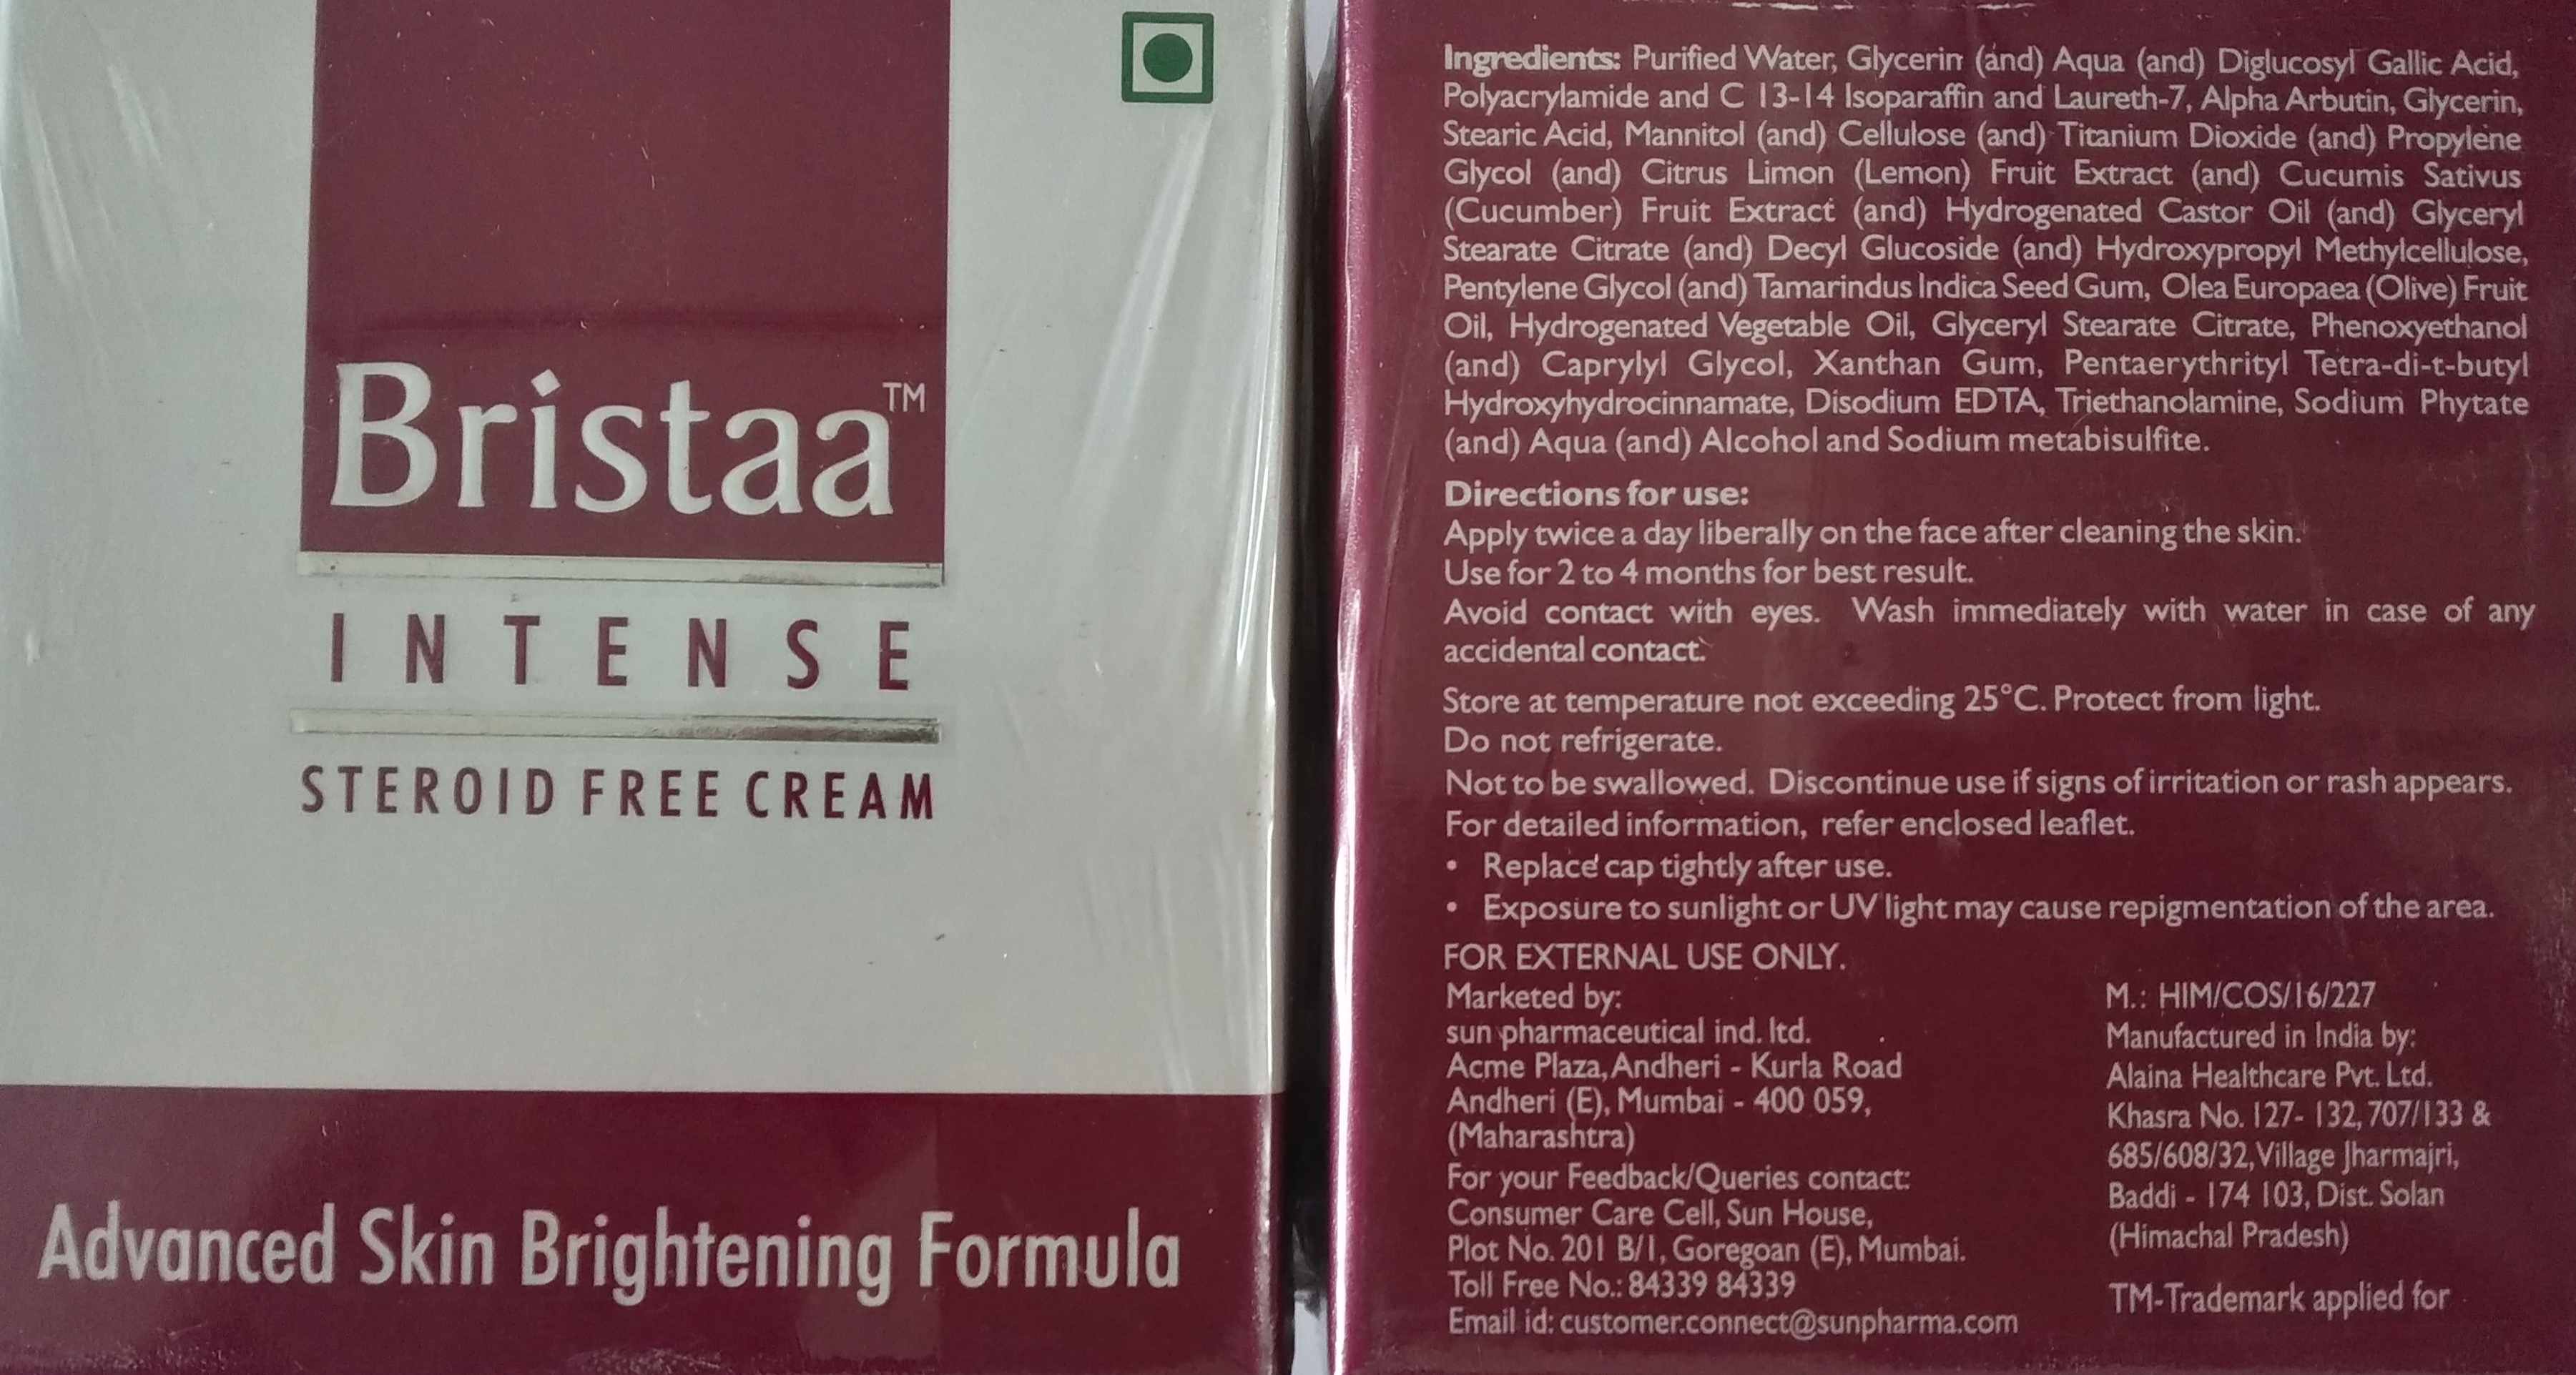 Bristaa™
INTENSE
STEROID FREE CREAM
Advanced Skin Brightening Formula
Ingredients: Purified Water, Glycerin (and) Aqua (and) Diglucosyl Gallic Acid,
Polyacrylamide and C 13-14 Isoparaffin and Laureth-7, Alpha Arbutin, Glycerin,
Stearic Acid, Mannitol (and) Cellulose (and) Titanium Dioxide (and) Propylene
Glycol (and) Citrus Limon (Lemon) Fruit Extract (and) Cucumis Sativus
(Cucumber) Fruit Extract (and) Hydrogenated Castor Oil (and) Glyceryl
Stearate Citrate (and) Decyl Glucoside (and) Hydroxypropyl Methylcellulose,
Pentylene Glycol (and) Tamarindus Indica Seed Gum, Olea Europaea (Olive) Fruit
Oil, Hydrogenated Vegetable Oil, Glyceryl Stearate Citrate, Phenoxyethanol
(and) Caprylyl Glycol, Xanthan Gum, Pentaerythrityl Tetra-di-t-butyl
Hydroxyhydrocinnamate, Disodium EDTA, Triethanolamine, Sodium Phytate
(and) Aqua (and) Alcohol and Sodium metabisulfite.
Directions for use:
Apply twice a day liberally on the face after cleaning the skin.
Use for 2 to 4 months for best result.
Avoid contact with eyes. Wash immediately with water in case of any
accidental contact.
Store at temperature not exceeding 25°C. Protect from light.
Do not refrigerate.
Not to be swallowed. Discontinue use if signs of irritation or rash appears.
For detailed information, refer enclosed leaflet.
• Replace cap tightly after use.
• Exposure to sunlight or UV light may cause repigmentation of the area.
FOR EXTERNAL USE ONLY.
Marketed by:
sun pharmaceutical ind. ltd.
Acme Plaza, Andheri - Kurla Road
Andheri (E), Mumbai - 400 059,
(Maharashtra)
For your Feedback/Queries contact:
Consumer Care Cell, Sun House,
Plot No. 201 B/1, Goregoan (E), Mumbai.
Toll Free No.: 84339 84339
Email id: customer.connect@sunpharma.com
M.: HIM/COS/16/227
Manufactured in India by:
Alaina Healthcare Pvt. Ltd.
Khasra No. 127- 132, 707/133 &
685/608/32, Village Jharmajri,
Baddi - 174 103, Dist. Solan
(Himachal Pradesh)
TM-Trademark applied for